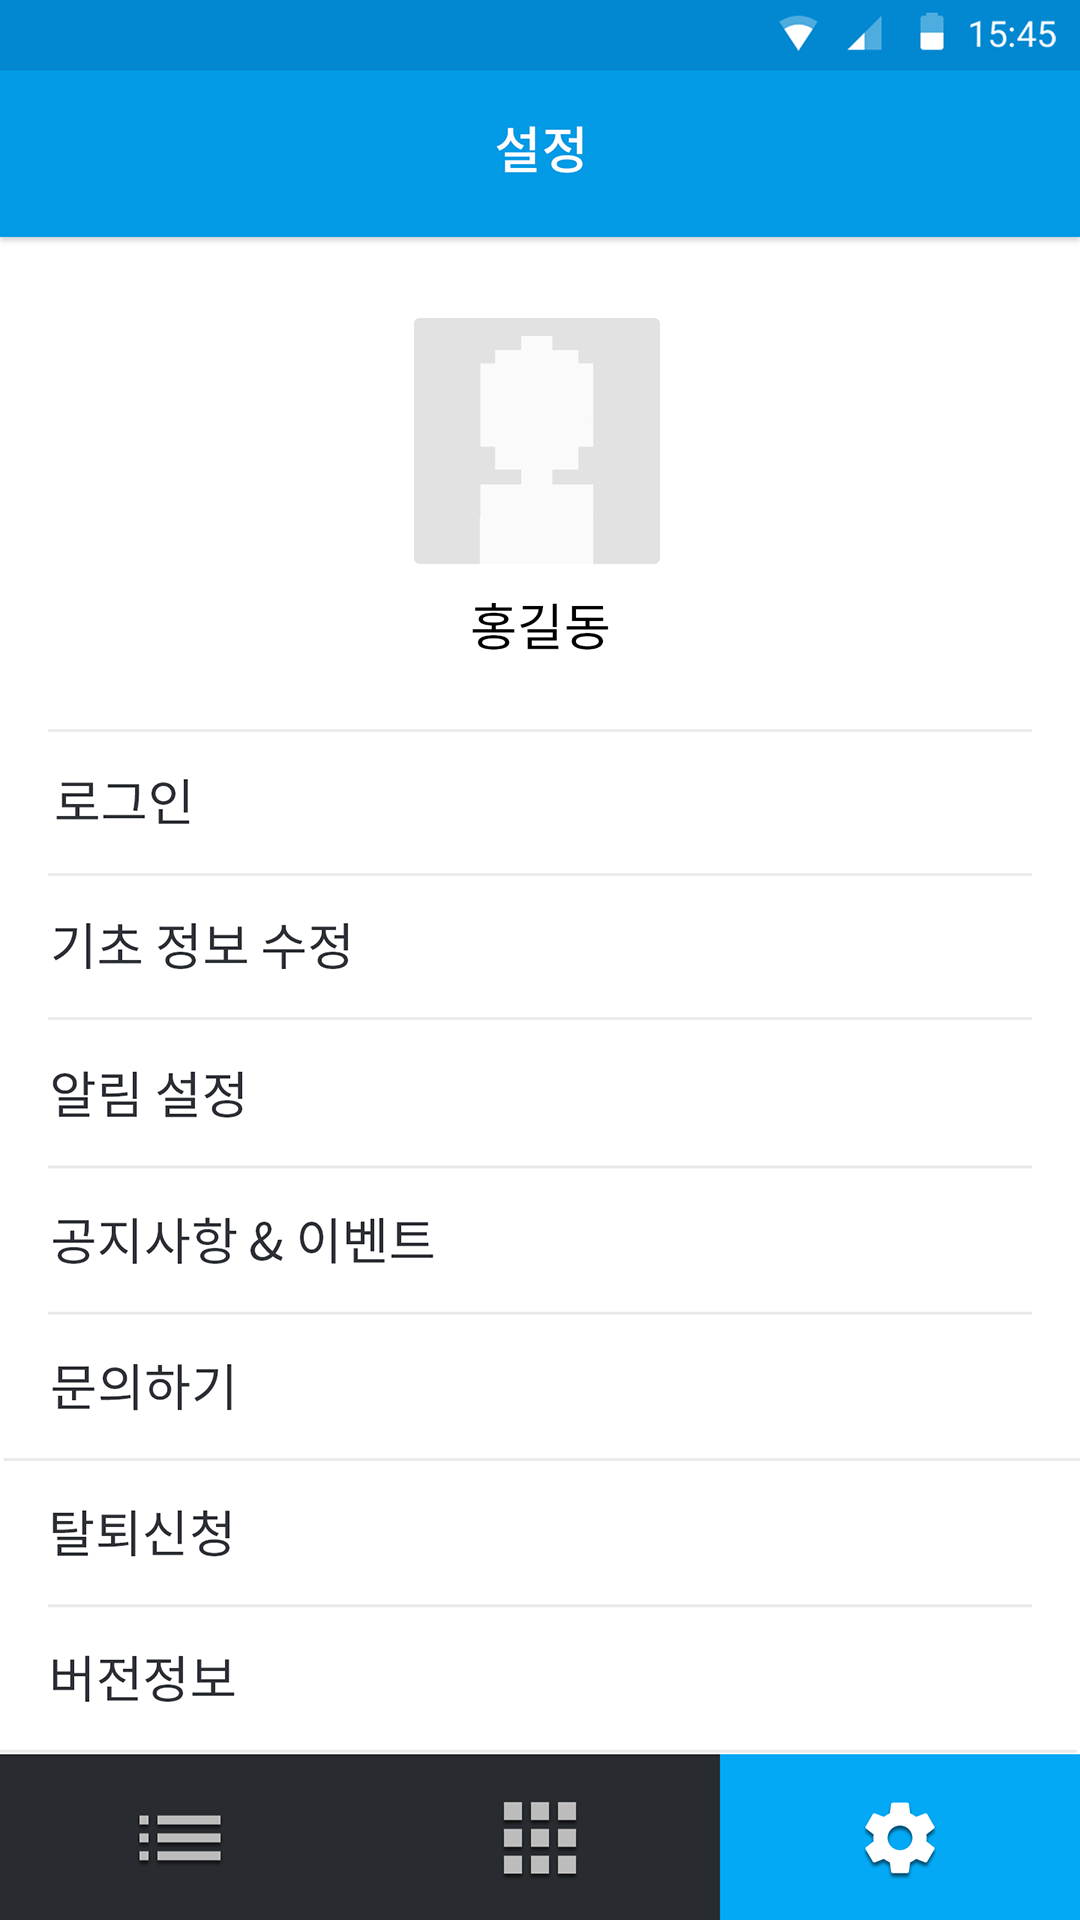 15:45
설정
홍길동
로그인
기초 정보 수정
알림 설정
공지사항 & 이벤트
문의하기
탈퇴신청
버전정보